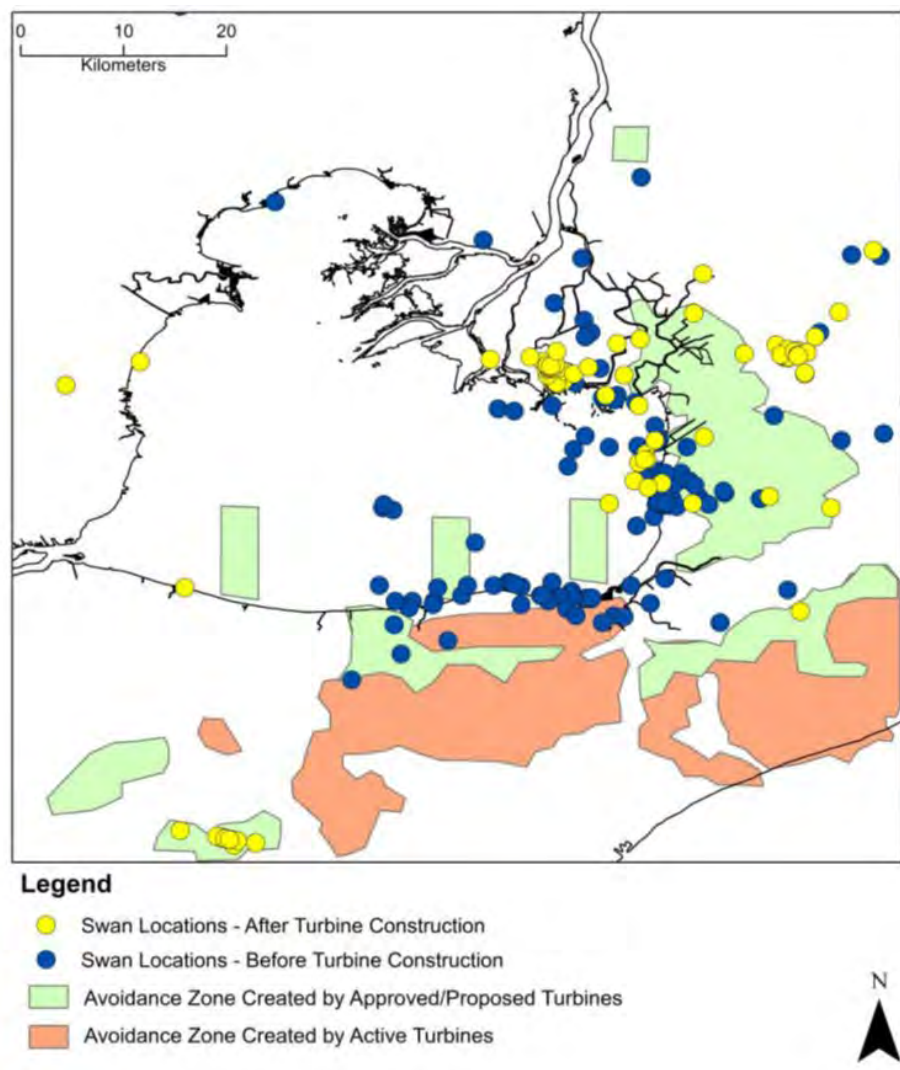 0 10 20
Kilometers
Legend
Swan Locations - After Turbine Construction
Swan Locations - Before Turbine Construction
Avoidance Zone Created by Approved/Proposed Turbines
Avoidance Zone Created by Active Turbines
N